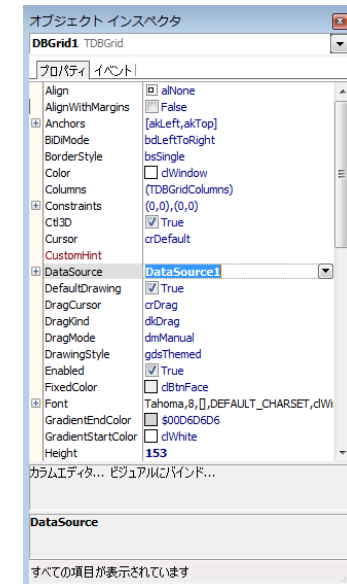 オブジェクト インスペクタ
DBGrid1 TDBGrid
プロパティ イベント
Align alNone
AlignWithMargins False
Anchors [akLeft,akTop]
BiDiMode bdLeftToRight
BorderStyle bsSingle
Color clWindow
Columns (TDBGridColumns)
Constraints (0,0),(0,0)
Ctl3D True
Cursor crDefault
CustomHint
DataSource DataSource1
DefaultDrawing True
DragCursor crDrag
DragKind dkDrag
DragMode dmManual
DrawingStyle gdsThemed
Enabled True
FixedColor clBtnFace
Font Tahoma,8,[],DEFAULT_CHARSET,clWi
GradientEndColor $00D6D6D6
GradientStartColor clWhite
Height 153
カラムエディタ... ビジュアルにバインド...
DataSource
すべての項目が表示されています